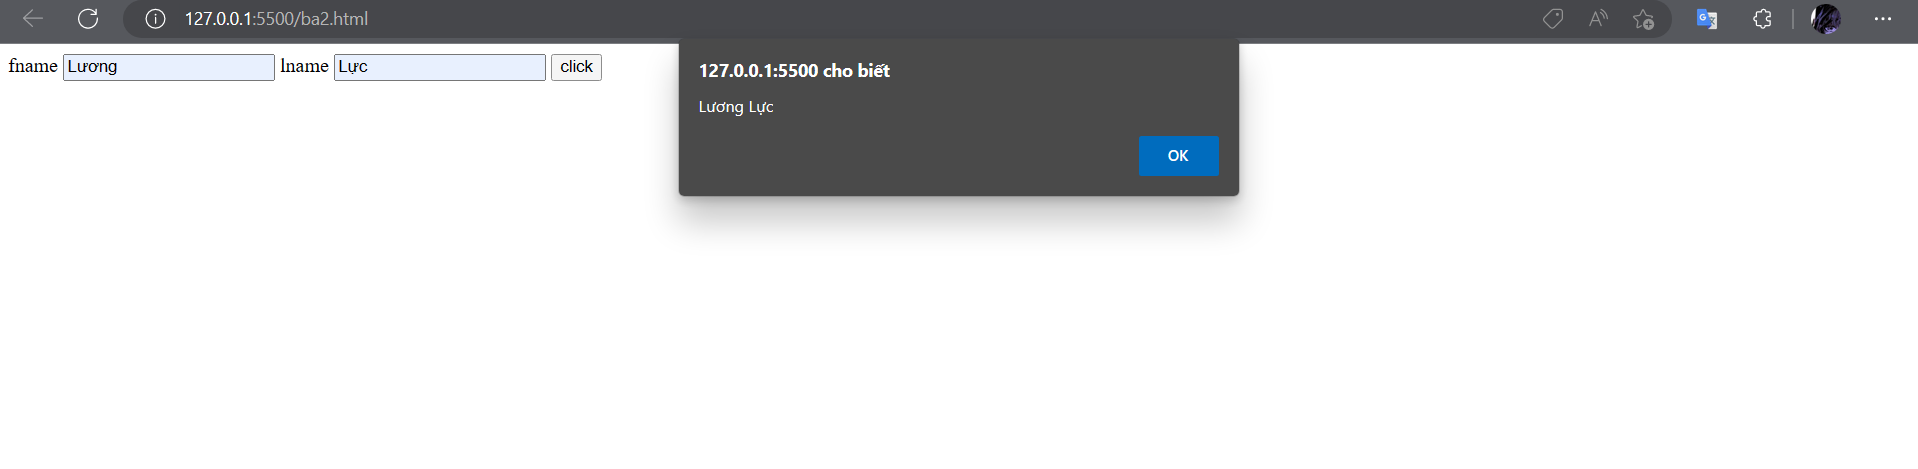 127.0.0.1:5500/ba2.html
fname Lương lname Lực click
127.0.0.1:5500 cho biết
Lương Lực
OK